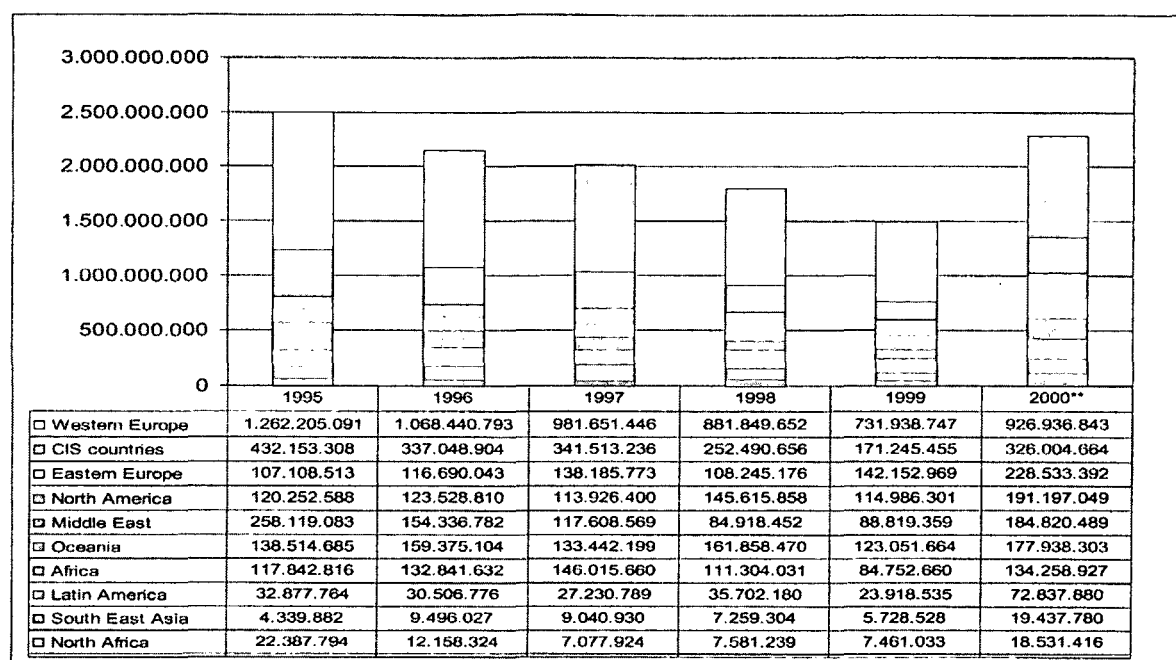 3.000.000.000
2.500.000.000
2.000.000.000
1.500.000.000
1.000.000.000
500.000.000
0
1995 1996 1997 1998 1999 2000**
Western Europe 1.262.205.091 1.068.440.793 981.651.446 881.849.652 731.938.747 926.936.843
CIS countries 432.153.308 337.048.904 341.513.236 252.490.656 171.245.455 326.004.664
Eastern Europe 107.108.513 116.690.043 138.185.773 108.245.176 142.152.969 228.533.392
North America 120.252.588 123.528.810 113.926.400 145.615.858 114.986.301 191.197.049
Middle East 258.119.083 154.336.782 117.608.569 84.918.452 88.819.359 184.820.489
Oceania 138.514.685 159.375.104 133.442.199 161.858.470 123.051.664 177.938.303
Africa 117.842.816 132.841.632 146.015.660 111.304.031 84.752.660 134.258.927
Latin America 32.877.764 30.506.776 27.230.789 35.702.180 23.918.535 72.837.880
South East Asia 4.339.882 9.496.027 9.040.930 7.259.304 5.728.528 19.437.780
North Africa 22.387.794 12.158.324 7.077.924 7.581.239 7.461.033 18.531.416